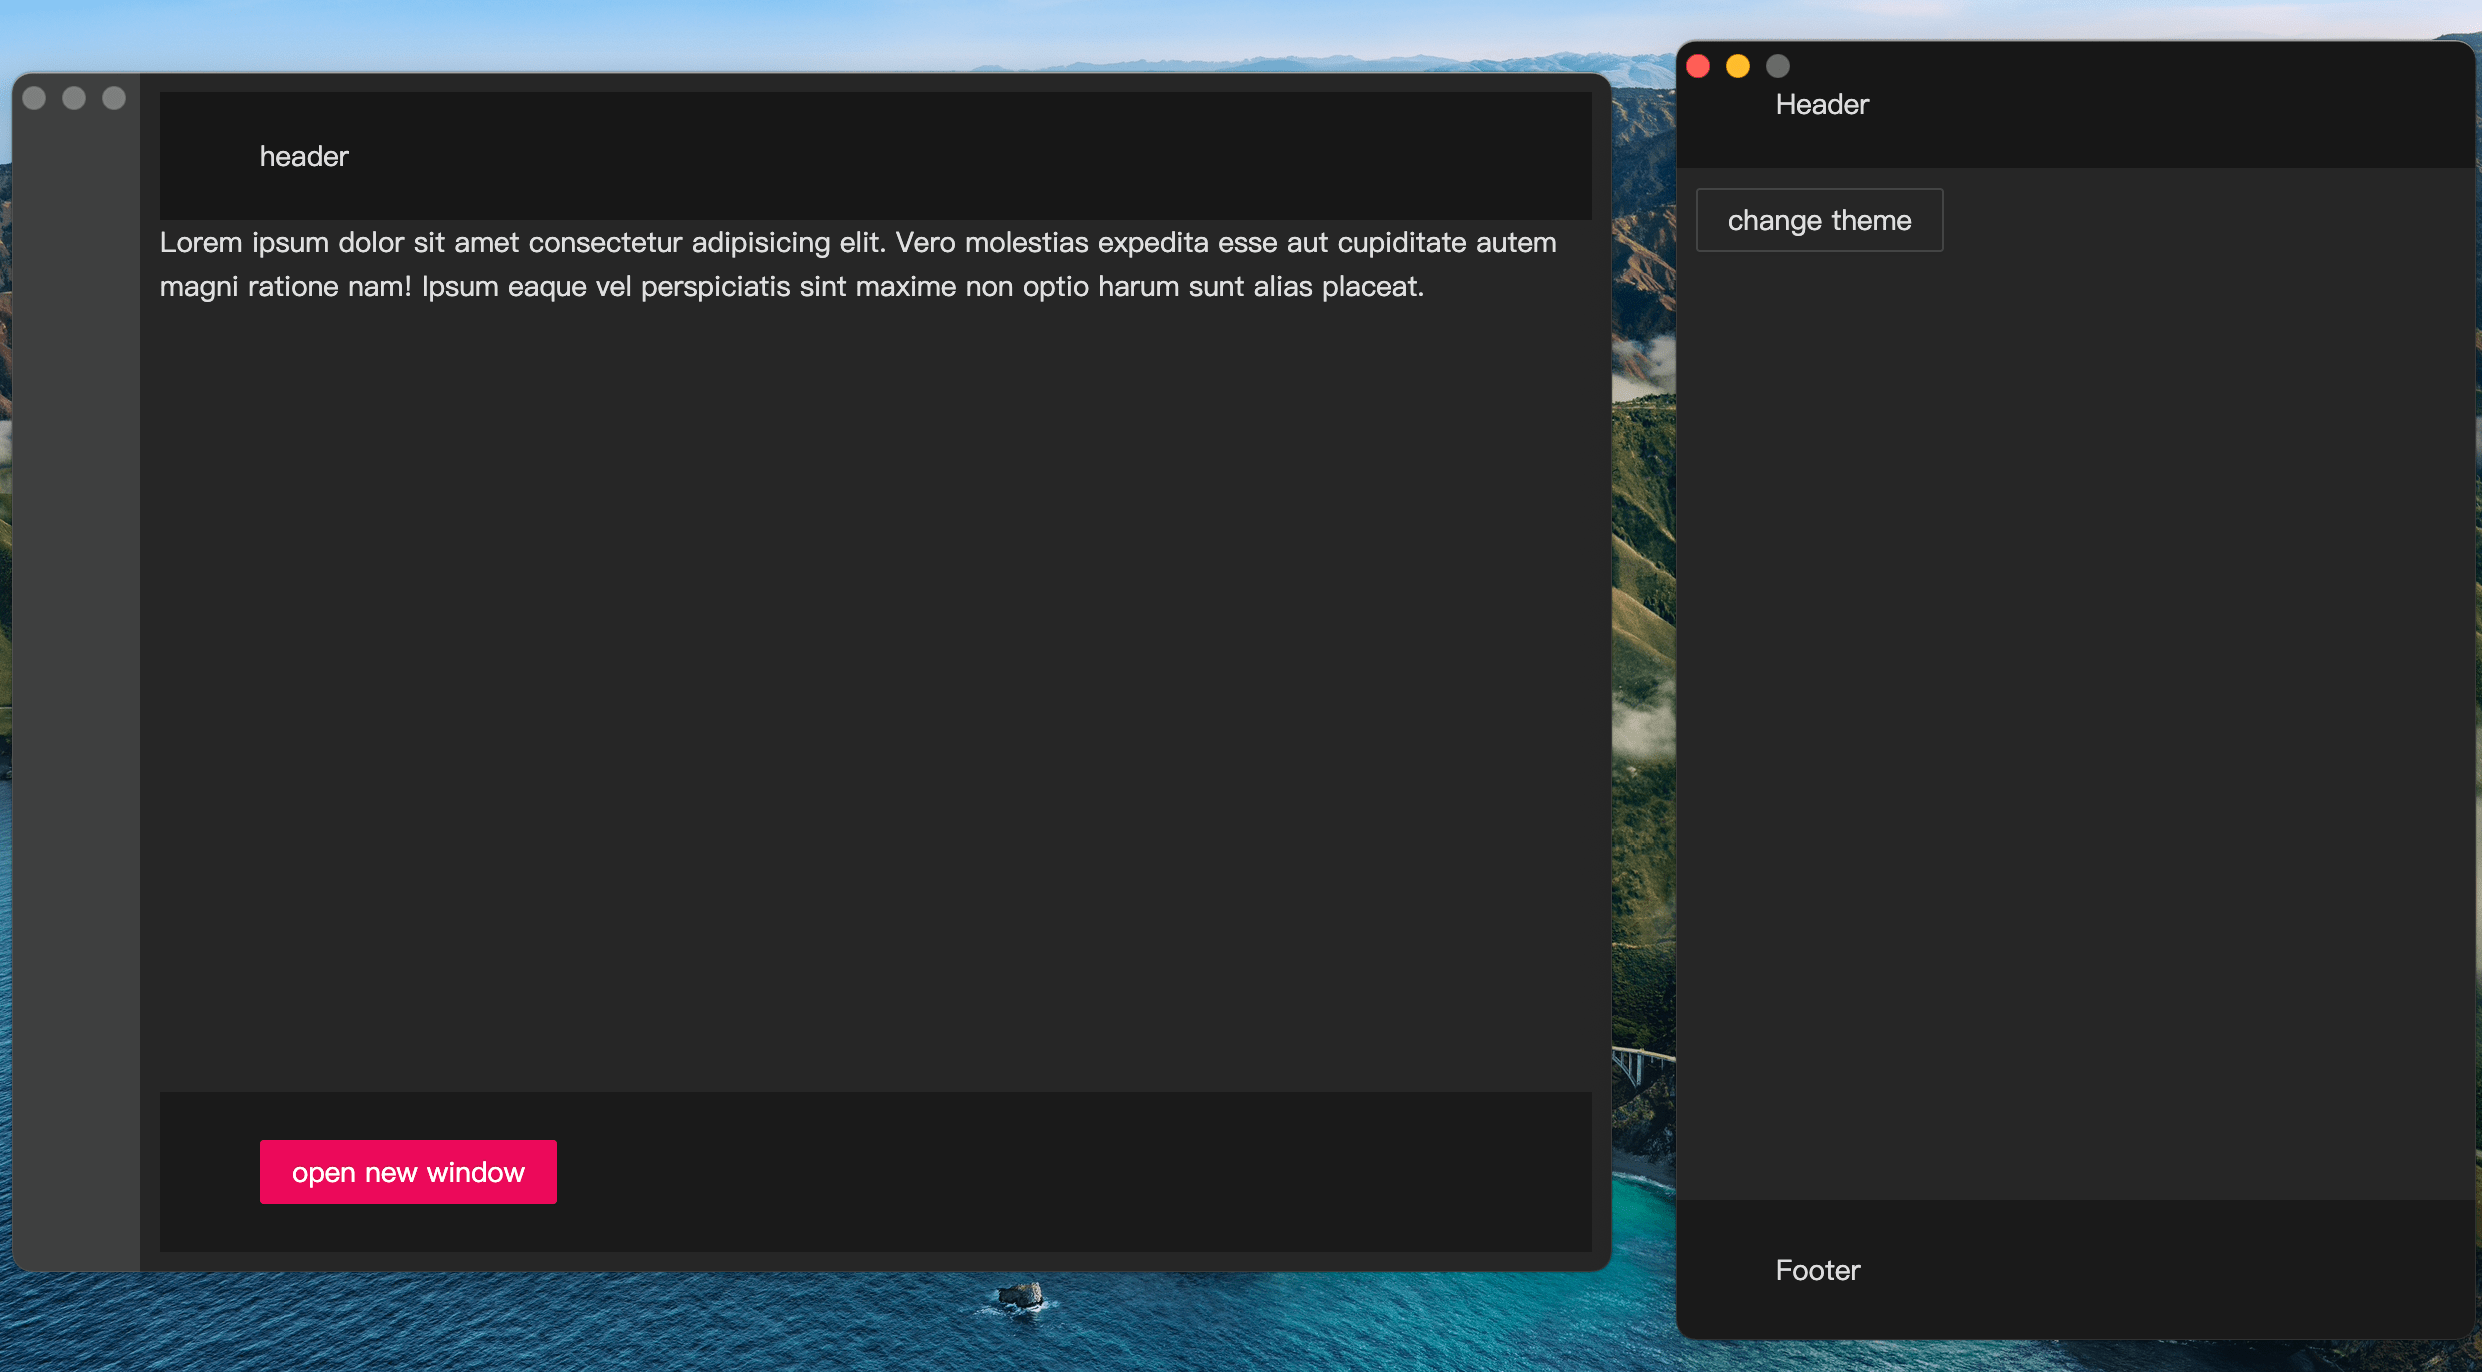 header
Lorem ipsum dolor sit amet consectetur adipisicing elit. Vero molestias expedita esse aut cupiditate autem
magni ratione nam! Ipsum eaque vel perspiciatis sint maxime non optio harum sunt alias placeat.
open new window
Header
change theme
Footer